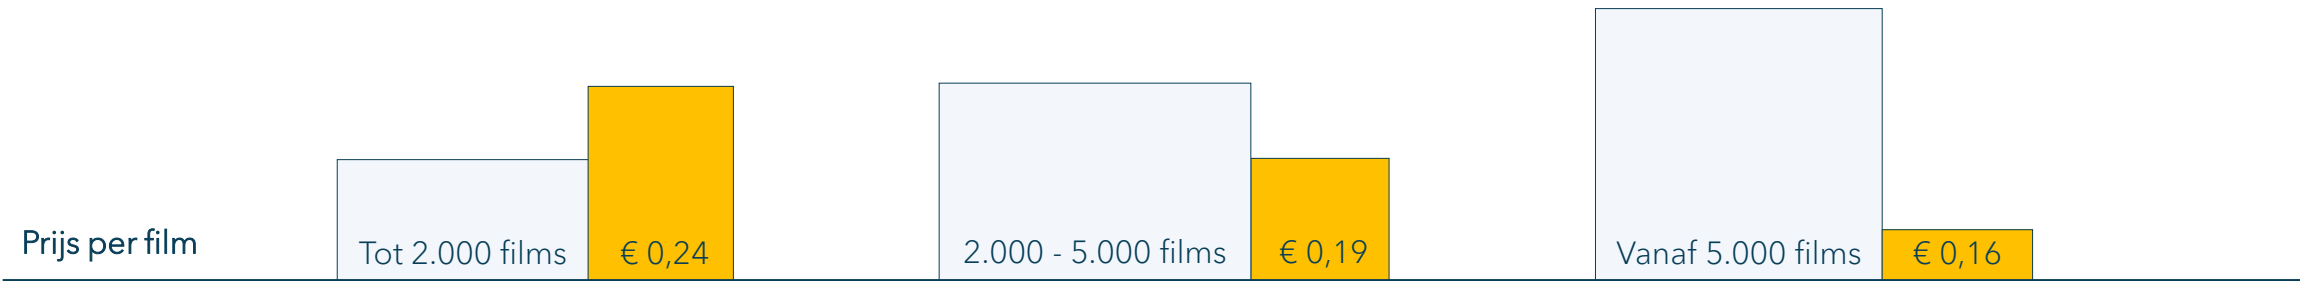 Prijs per film
Tot 2.000 films
€ 0,24
2.000 - 5.000 films
€ 0,19
Vanaf 5.000 films
€ 0,16